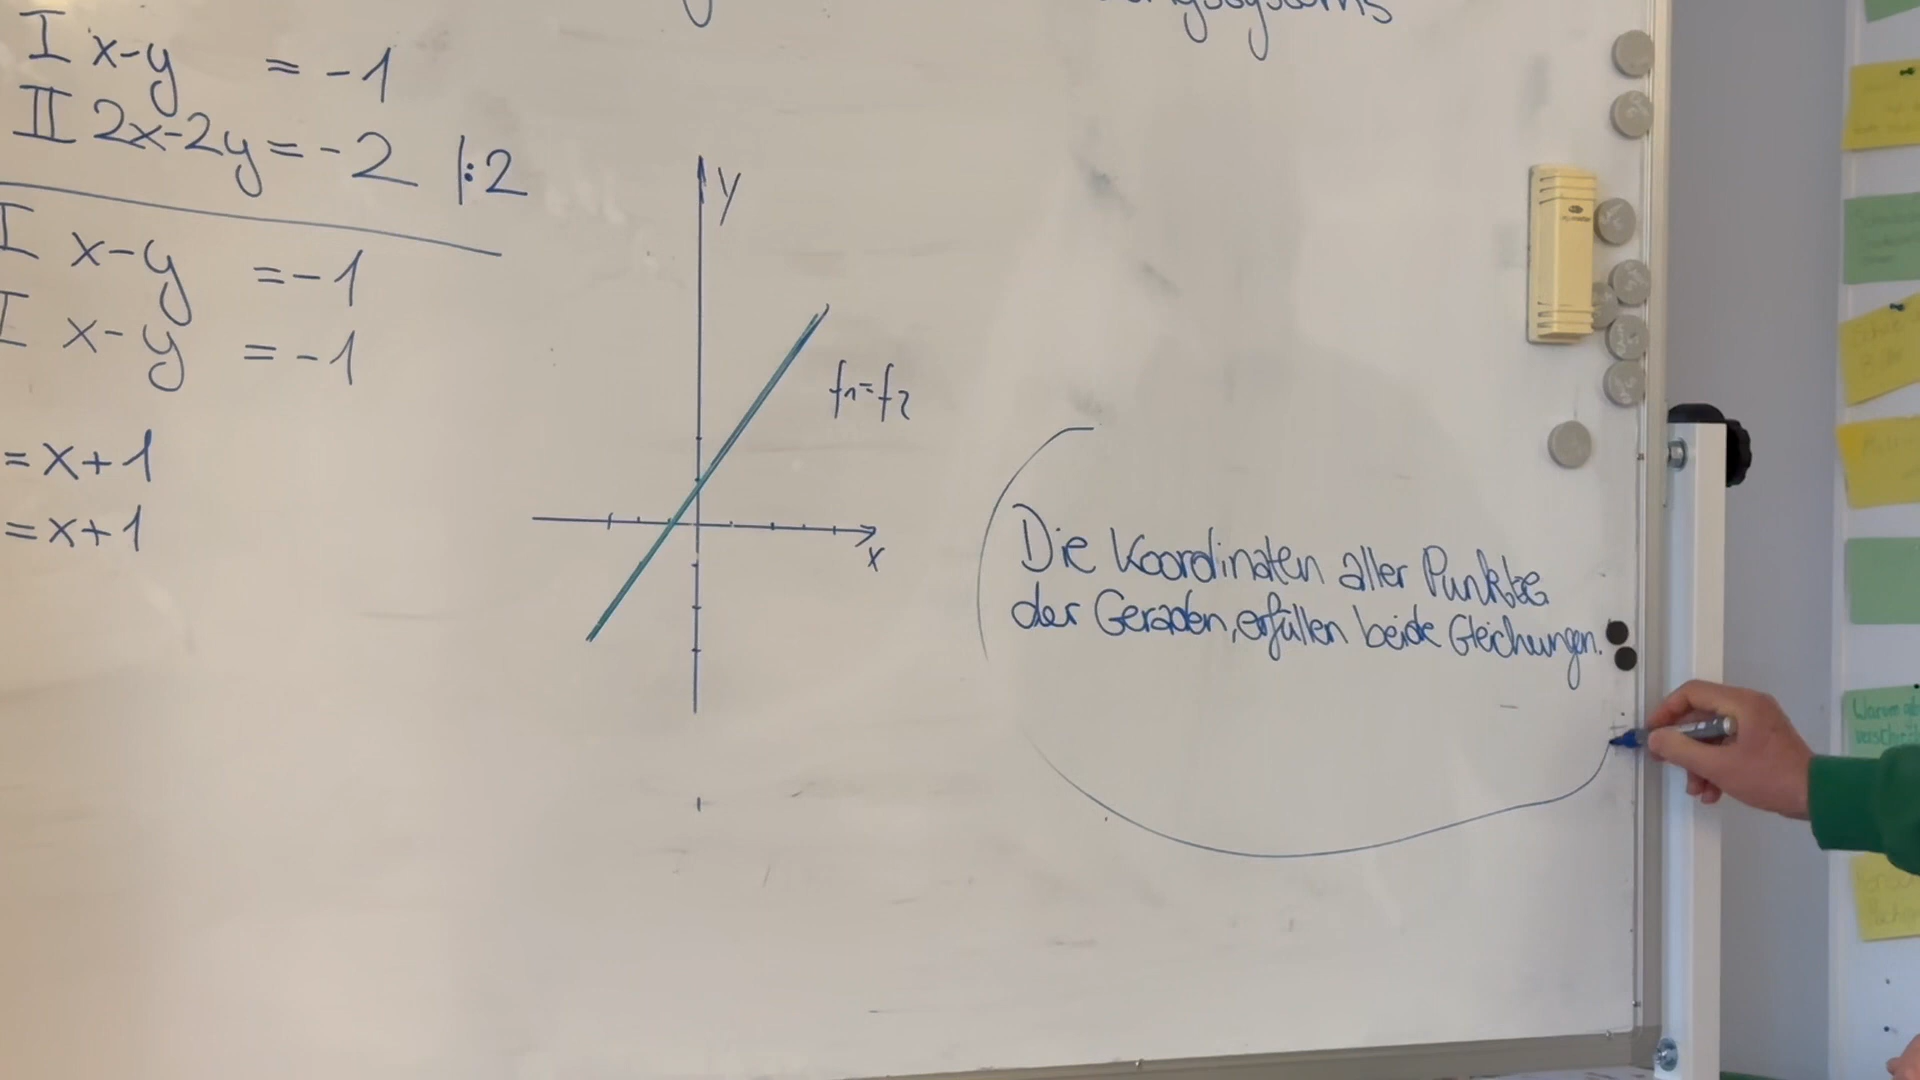 I x-y = -1
II 2x-2y = -2 |:2
I x-y = -1
I x-y = -1
= x+1
= x+1
y
f1=f2
x
Die Koordinaten aller Punkte
der Geraden, erfüllen beide Gleichungen.